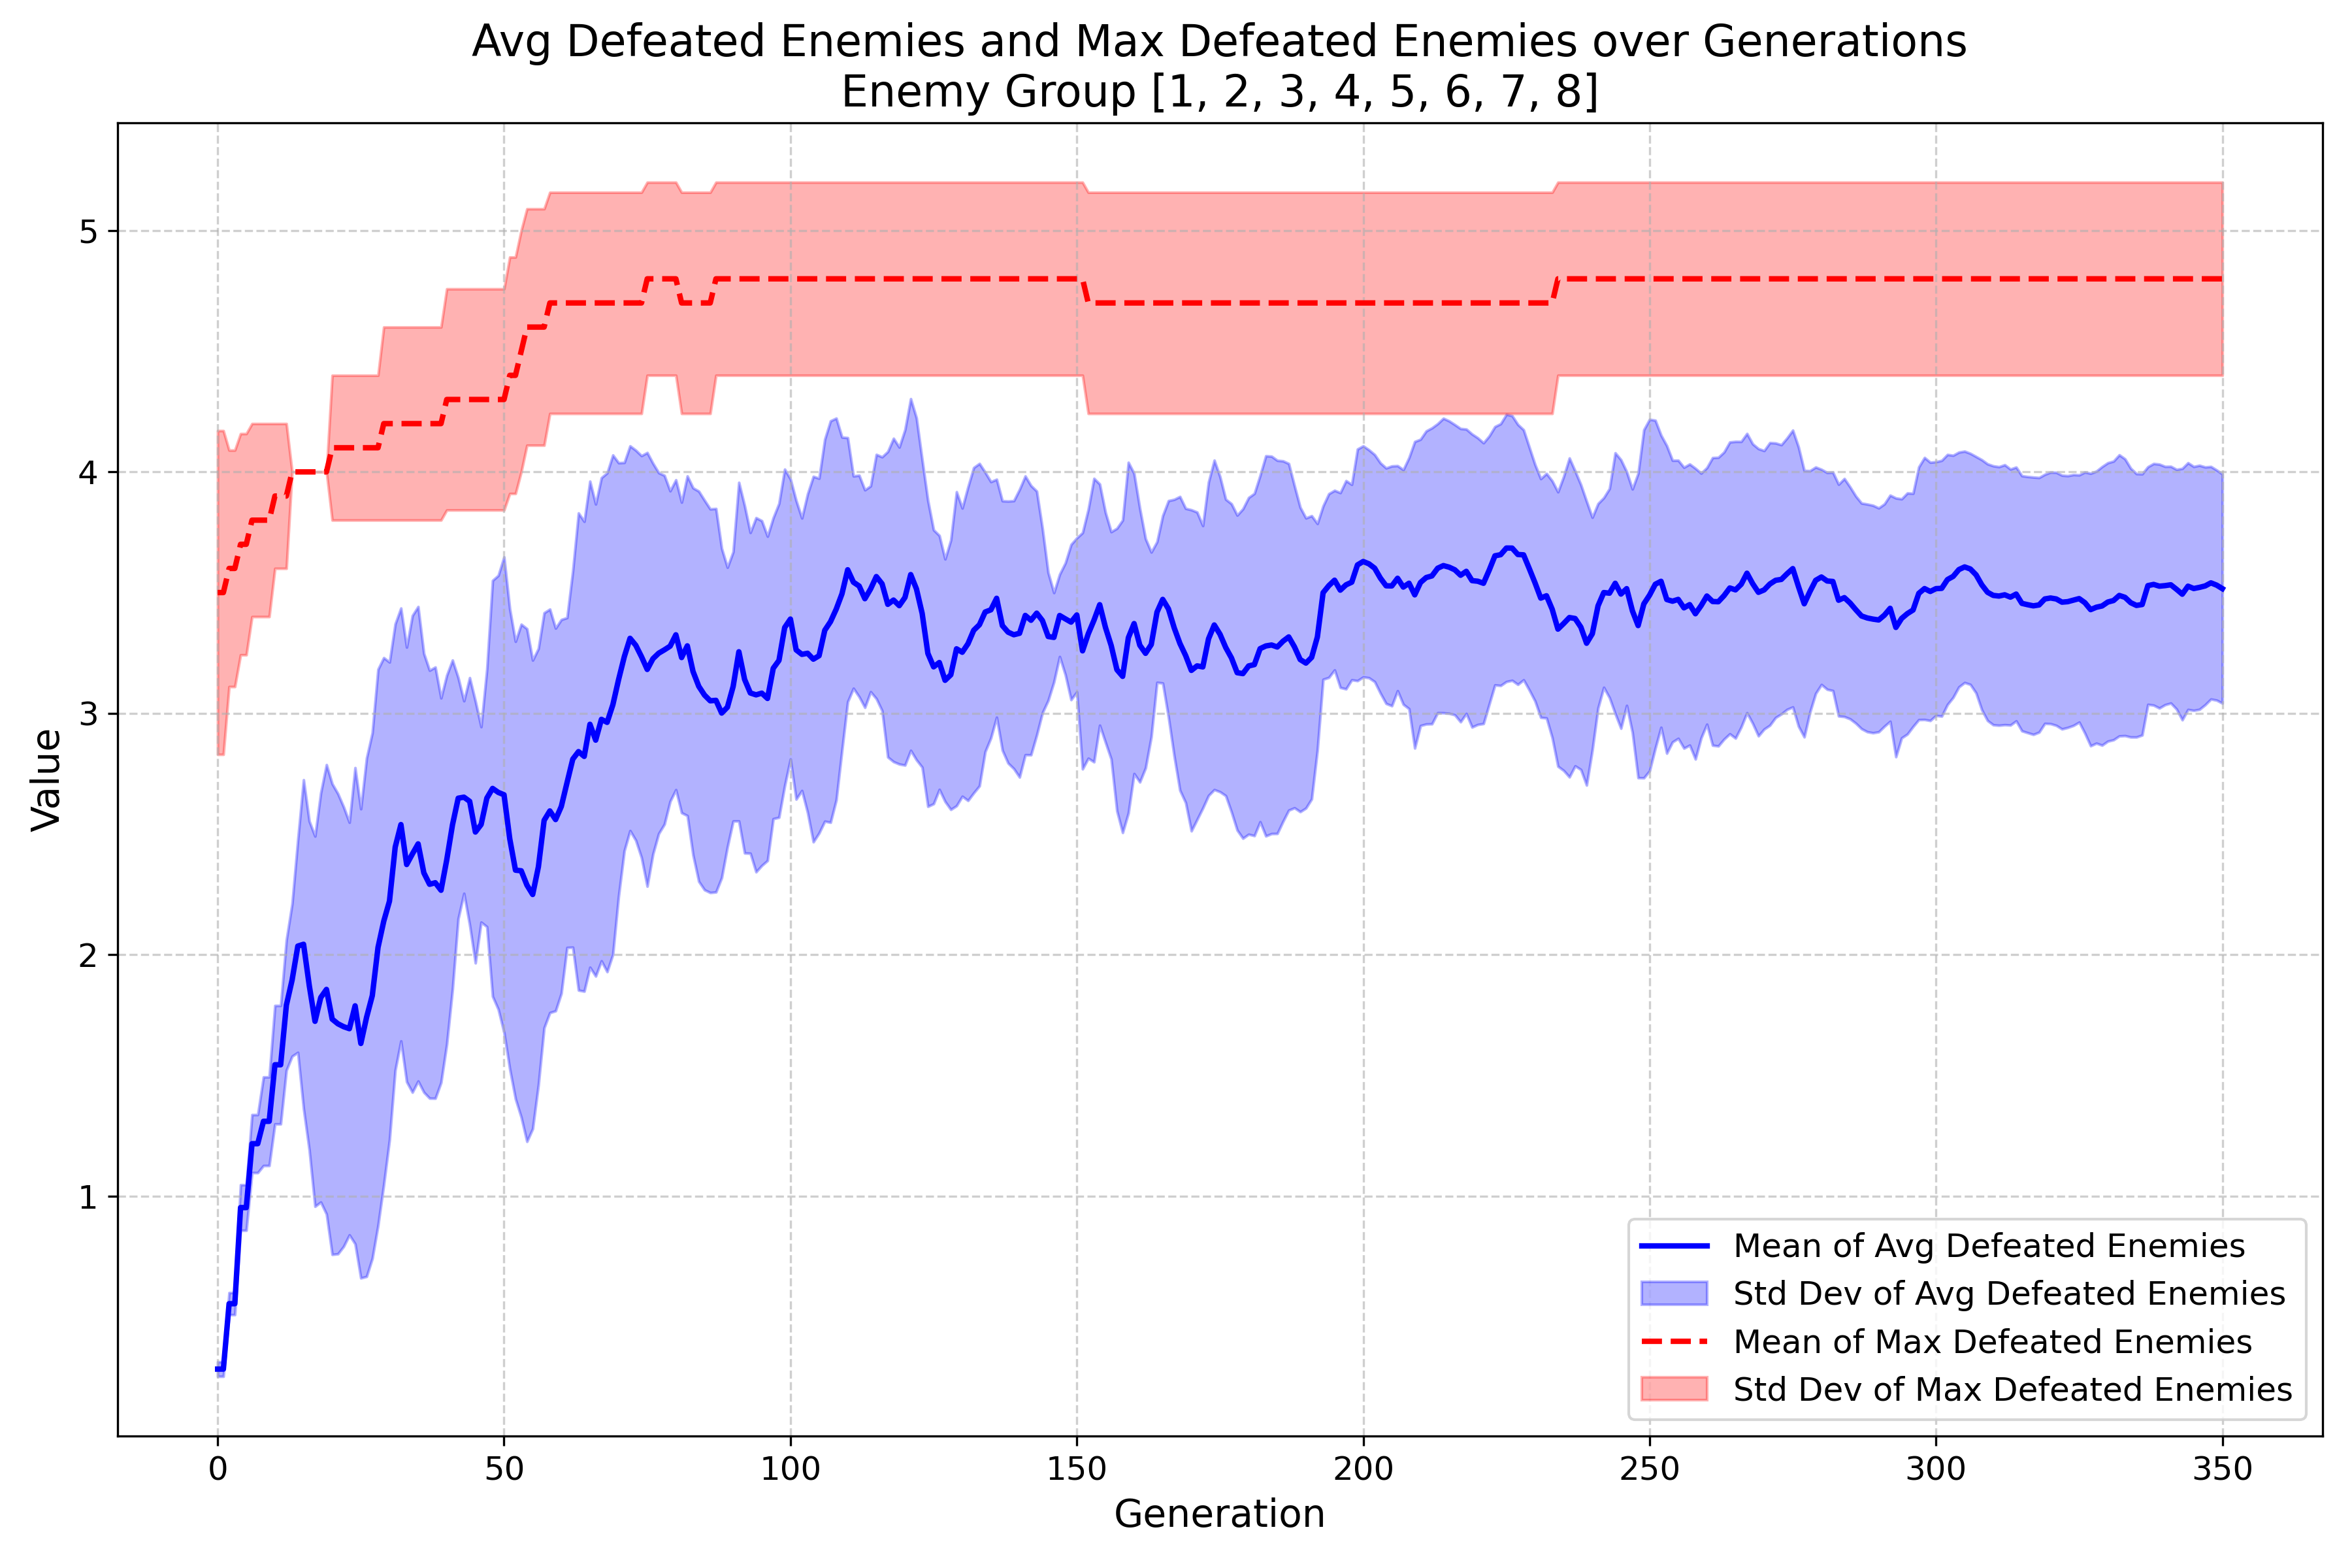 Avg Defeated Enemies and Max Defeated Enemies over Generations
Enemy Group [1, 2, 3, 4, 5, 6, 7, 8]
Value
5
4
3
2
1
0
50
100
150
200
250
300
350
Generation
Mean of Avg Defeated Enemies
Std Dev of Avg Defeated Enemies
Mean of Max Defeated Enemies
Std Dev of Max Defeated Enemies